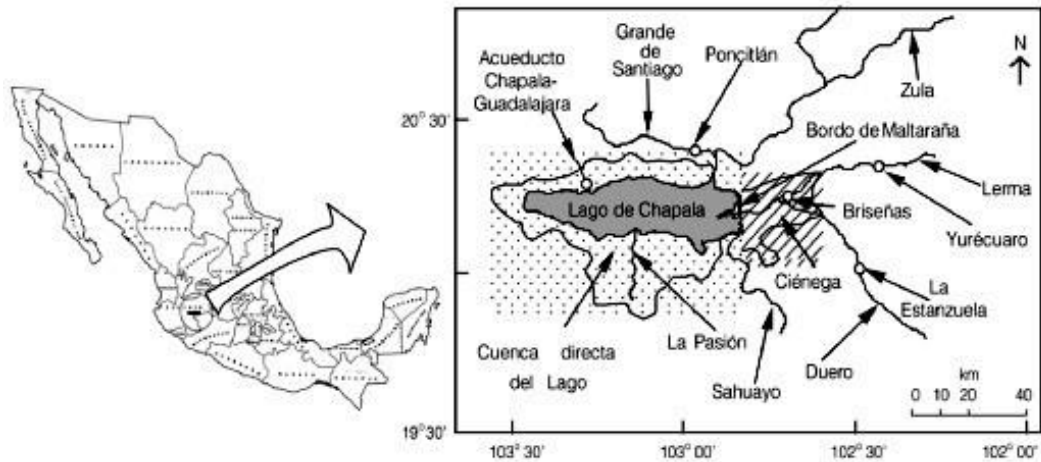 Acueducto
Chapala-
Guadalajara
Grande
de
Santiago
Poncitlán
Zula
N
20° 30'
Bordo de Maltaraña
Lerma
Lago de Chapala
Briseñas
Yurécuaro
Ciénega
La
Estanzuela
Cuenca directa
del Lago
La Pasión
Sahuayo
Duero
km
0 10 20 40
19° 30'
103° 30'
103° 00'
102° 30'
102° 00'